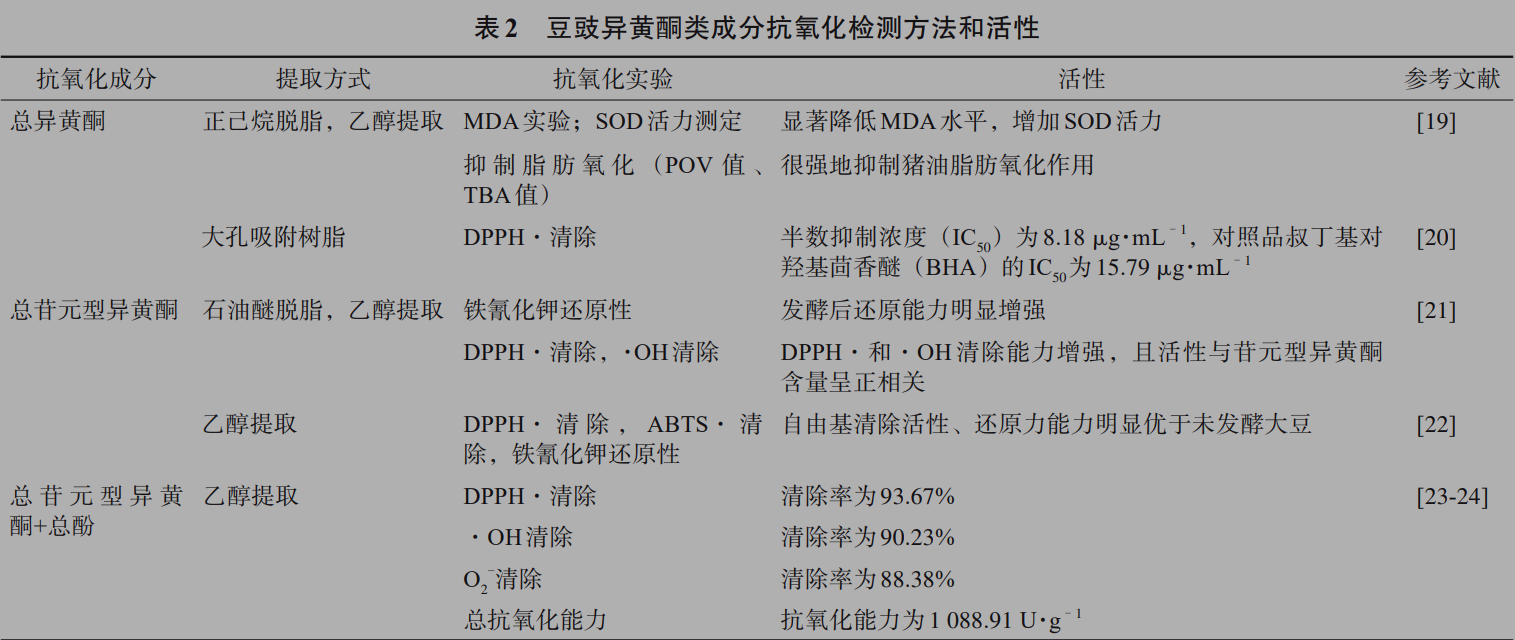 表2 豆豉异黄酮类成分抗氧化检测方法和活性
抗氧化成分 提取方式 抗氧化实验 活性 参考文献
总异黄酮 正己烷脱脂，乙醇提取 MDA实验；SOD活力测定 显著降低MDA水平，增加SOD活力 [19]
抑制脂肪氧化（POV值、 很强地抑制猪油脂肪氧化作用
TBA值）
大孔吸附树脂 DPPH·清除 半数抑制浓度（IC₅₀）为8.18 μg·mL⁻¹，对照品叔丁基对 [20]
羟基茴香醚（BHA）的IC₅₀为15.79 μg·mL⁻¹
总苷元型异黄酮 石油醚脱脂，乙醇提取 铁氰化钾还原性 发酵后还原能力明显增强 [21]
DPPH·清除，·OH清除 DPPH·和·OH清除能力增强，且活性与苷元型异黄酮
含量呈正相关
乙醇提取 DPPH·清除，ABTS·清 自由基清除活性、还原力能力明显优于未发酵大豆 [22]
除，铁氰化钾还原性
总苷元型异黄 乙醇提取 DPPH·清除 清除率为93.67% [23-24]
酮+总酚
·OH清除 清除率为90.23%
O₂⁻清除 清除率为88.38%
总抗氧化能力 抗氧化能力为1 088.91 U·g⁻¹